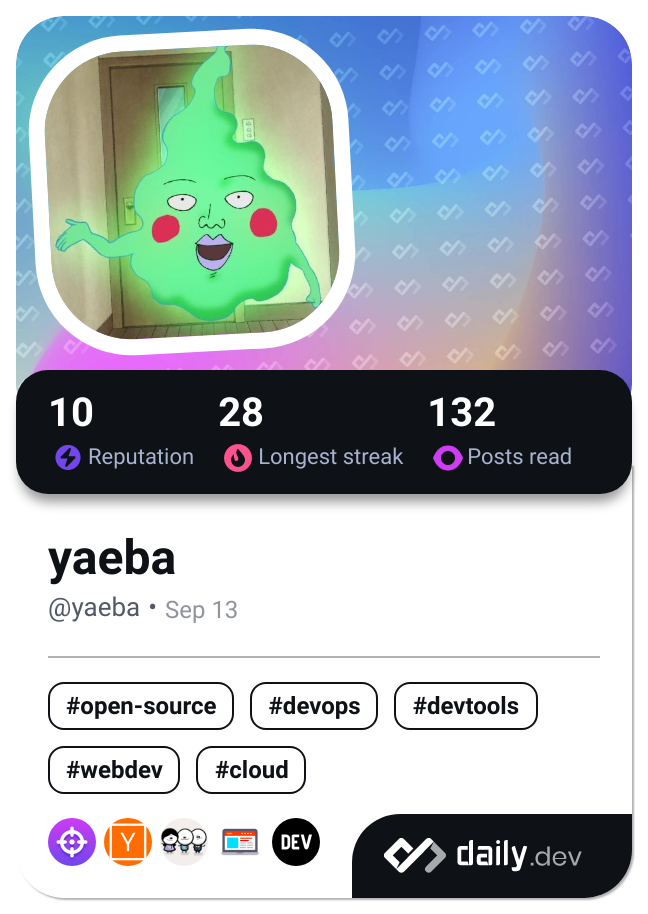 10 28 132
Reputation Longest streak Posts read
yaeba
@yaeba • Sep 13
#open-source #devops #devtools
#webdev #cloud
Y DEV daily.dev